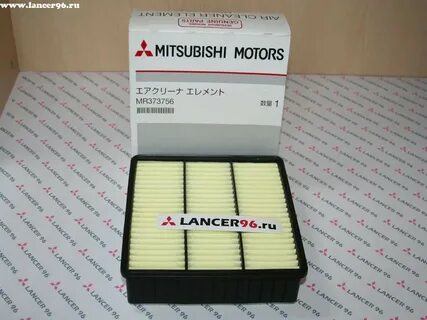 www.lancer96.ru
AIR CLEANER ELEMENT
GENUINE PARTS
MITSUBISHI MOTORS
エアクリーナ エレメント
MR373756
数量 1
LANCER96.ru